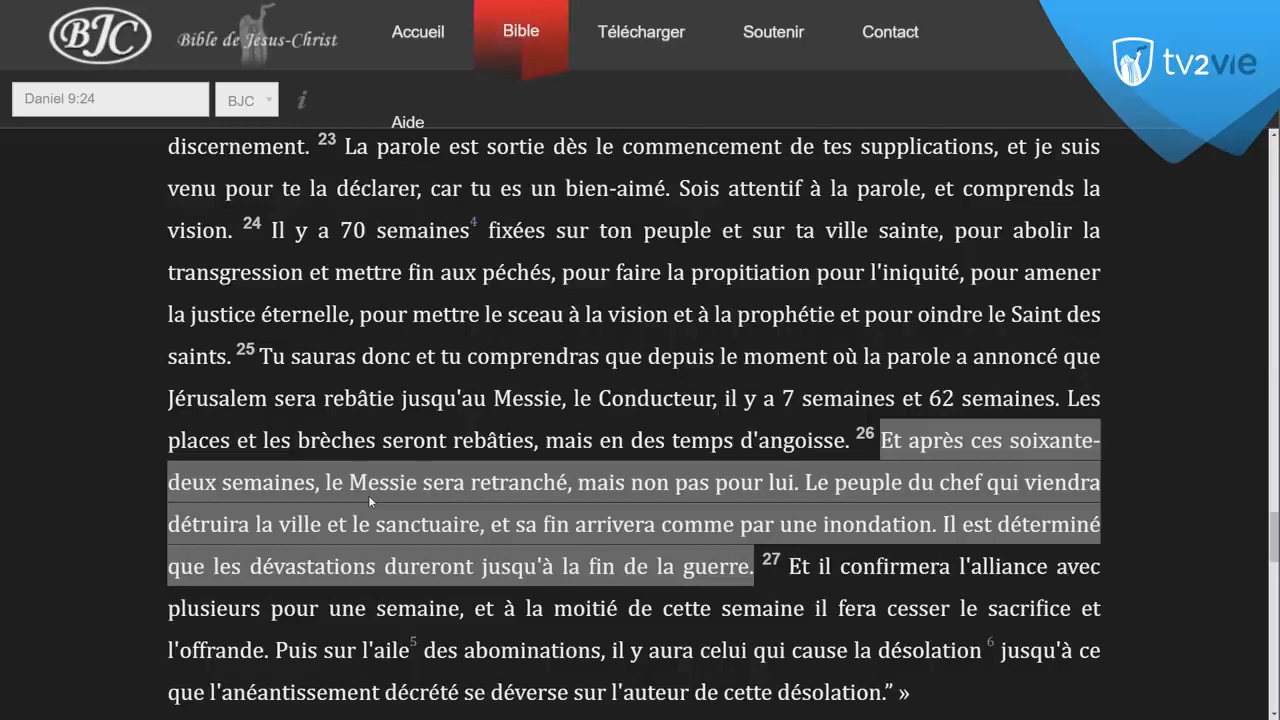 BJC Bible de Jésus-Christ Accueil Bible Télécharger Soutenir Contact
tv2vie
Daniel 9:24 BJC i
Aide
discernement. 23 La parole est sortie dès le commencement de tes supplications, et je suis
venu pour te la déclarer, car tu es un bien-aimé. Sois attentif à la parole, et comprends la
vision. 24 Il y a 70 semaines4 fixées sur ton peuple et sur ta ville sainte, pour abolir la
transgression et mettre fin aux péchés, pour faire la propitiation pour l'iniquité, pour amener
la justice éternelle, pour mettre le sceau à la vision et à la prophétie et pour oindre le Saint des
saints. 25 Tu sauras donc et tu comprendras que depuis le moment où la parole a annoncé que
Jérusalem sera rebâtie jusqu'au Messie, le Conducteur, il y a 7 semaines et 62 semaines. Les
places et les brèches seront rebâties, mais en des temps d'angoisse. 26 Et après ces soixante-
deux semaines, le Messie sera retranché, mais non pas pour lui. Le peuple du chef qui viendra
détruira la ville et le sanctuaire, et sa fin arrivera comme par une inondation. Il est déterminé
que les dévastations dureront jusqu'à la fin de la guerre. 27 Et il confirmera l'alliance avec
plusieurs pour une semaine, et à la moitié de cette semaine il fera cesser le sacrifice et
l'offrande. Puis sur l'aile5 des abominations, il y aura celui qui cause la désolation 6 jusqu'à ce
que l'anéantissement décrété se déverse sur l'auteur de cette désolation.” »